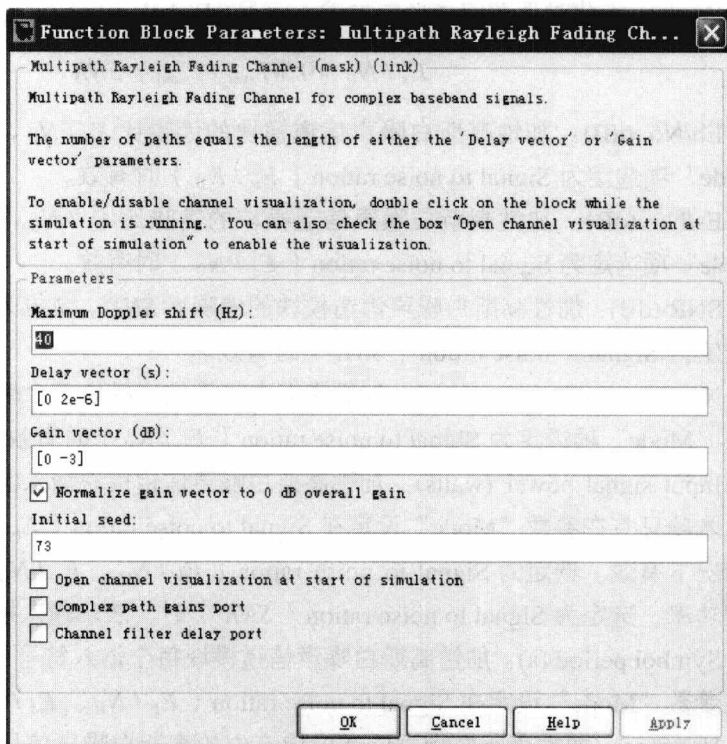 Function Block Parameters: Multipath Rayleigh Fading Ch...
Multipath Rayleigh Fading Channel (mask) (link)
Multipath Rayleigh Fading Channel for complex baseband signals.
The number of paths equals the length of either the 'Delay vector' or 'Gain
vector' parameters.
To enable/disable channel visualization, double click on the block while the
simulation is running. You can also check the box "Open channel visualization at
start of simulation" to enable the visualization.
Parameters
Maximum Doppler shift (Hz):
40
Delay vector (s):
[0 2e-6]
Gain vector (dB):
[0 -3]
Normalize gain vector to 0 dB overall gain
Initial seed:
73
Open channel visualization at start of simulation
Complex path gains port
Channel filter delay port
OK Cancel Help Apply